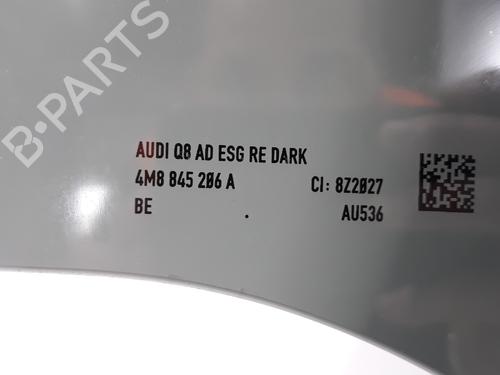 B-PARTS
AUDI Q8 AD ESG RE DARK
4M8 845 206 A CI: 8Z2027
BE . AU536